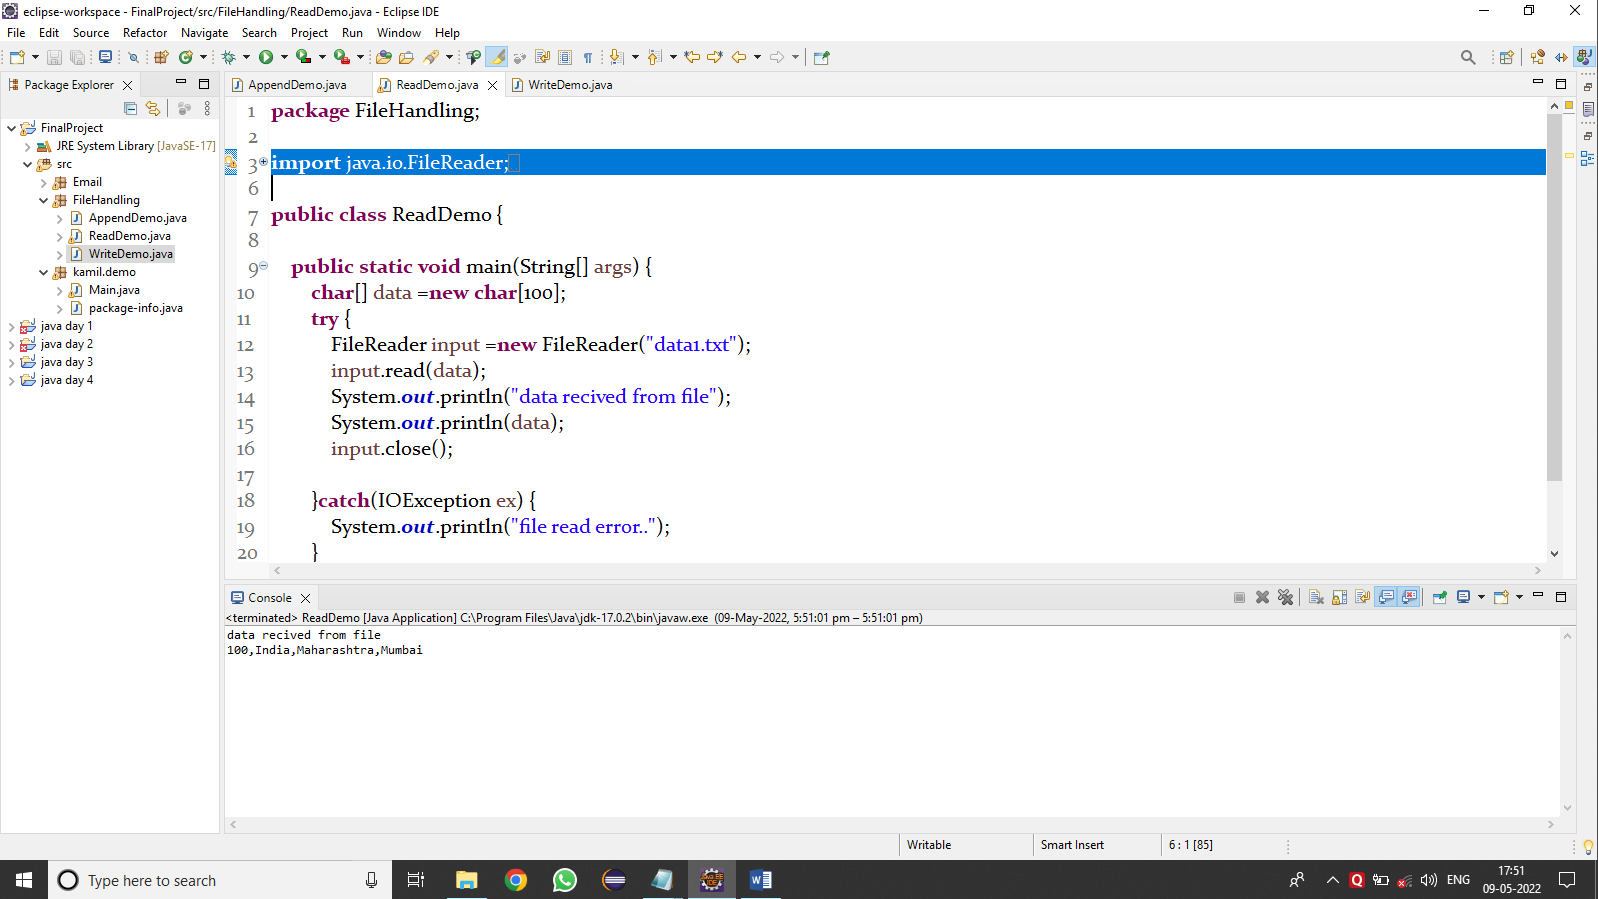 eclipse-workspace - FinalProject/src/FileHandling/ReadDemo.java - Eclipse IDE
File Edit Source Refactor Navigate Search Project Run Window Help
Package Explorer
FinalProject
JRE System Library [JavaSE-17]
src
Email
FileHandling
AppendDemo.java
ReadDemo.java
WriteDemo.java
kamil.demo
Main.java
package-info.java
java day 1
java day 2
java day 3
java day 4
AppendDemo.java ReadDemo.java WriteDemo.java
1 package FileHandling;
2
3 import java.io.FileReader;
6
7 public class ReadDemo {
8
9 public static void main(String[] args) {
10 char[] data =new char[100];
11 try {
12 FileReader input =new FileReader("data1.txt");
13 input.read(data);
14 System.out.println("data recived from file");
15 System.out.println(data);
16 input.close();
17
18 }catch(IOException ex) {
19 System.out.println("file read error..");
20 }
Console
<terminated> ReadDemo [Java Application] C:\Program Files\Java\jdk-17.0.2\bin\javaw.exe (09-May-2022, 5:51:01 pm – 5:51:01 pm)
data recived from file
100,India,Maharashtra,Mumbai
Writable Smart Insert 6 : 1 [85]
Type here to search
ENG
17:51
09-05-2022